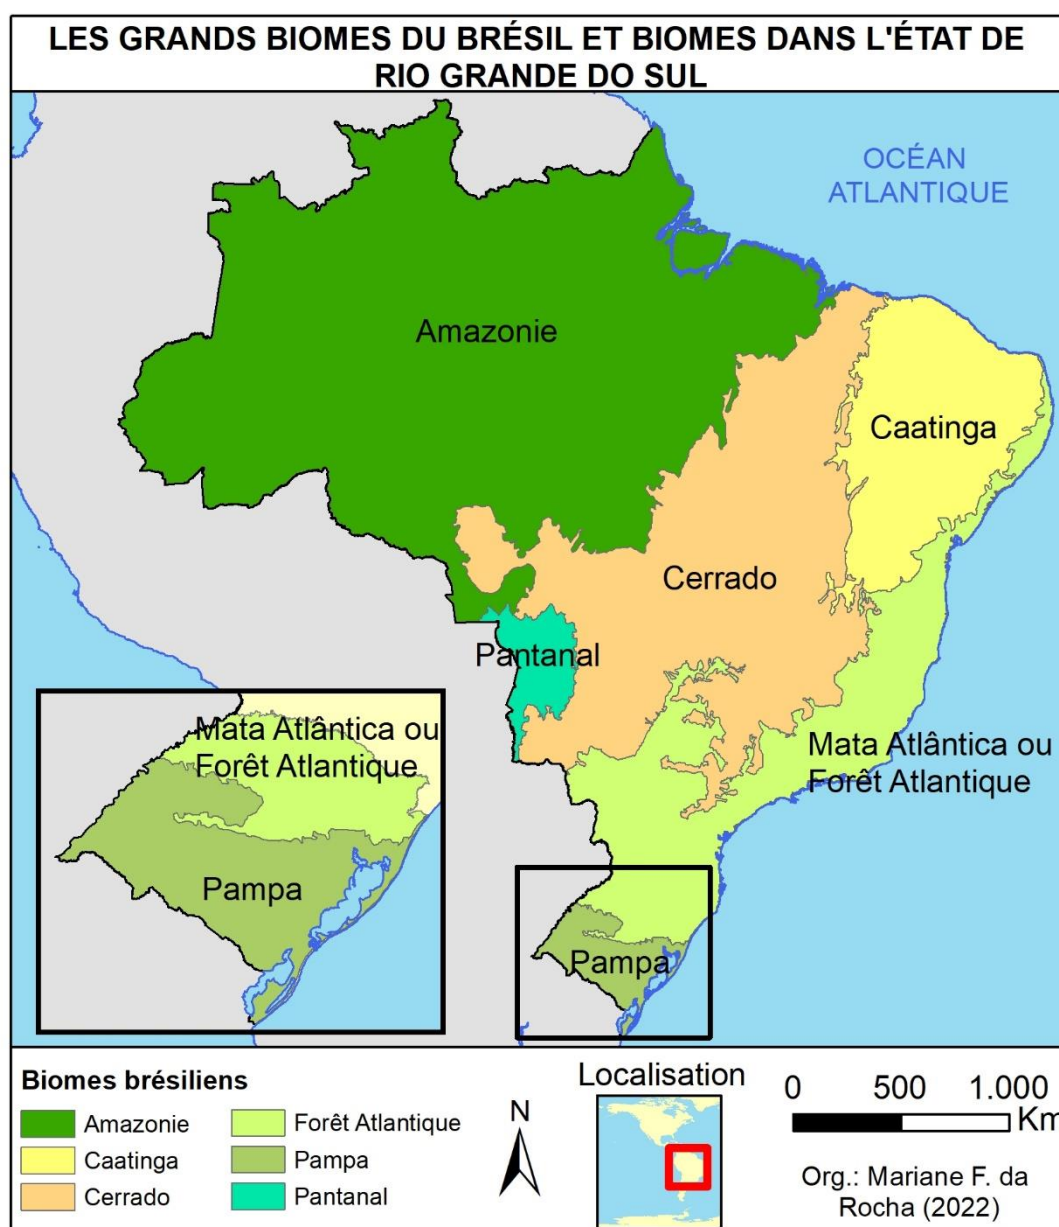 LES GRANDS BIOMES DU BRÉSIL ET BIOMES DANS L'ÉTAT DE
RIO GRANDE DO SUL
OCÉAN
ATLANTIQUE
Amazonie
Caatinga
Cerrado
Pantanal
Mata Atlântica ou
Forêt Atlantique
Mata Atlântica ou
Forêt Atlantique
Pampa
Pampa
Biomes brésiliens
Amazonie
Caatinga
Cerrado
Forêt Atlantique
Pampa
Pantanal
N
Localisation
0 500 1.000
Km
Org.: Mariane F. da
Rocha (2022)